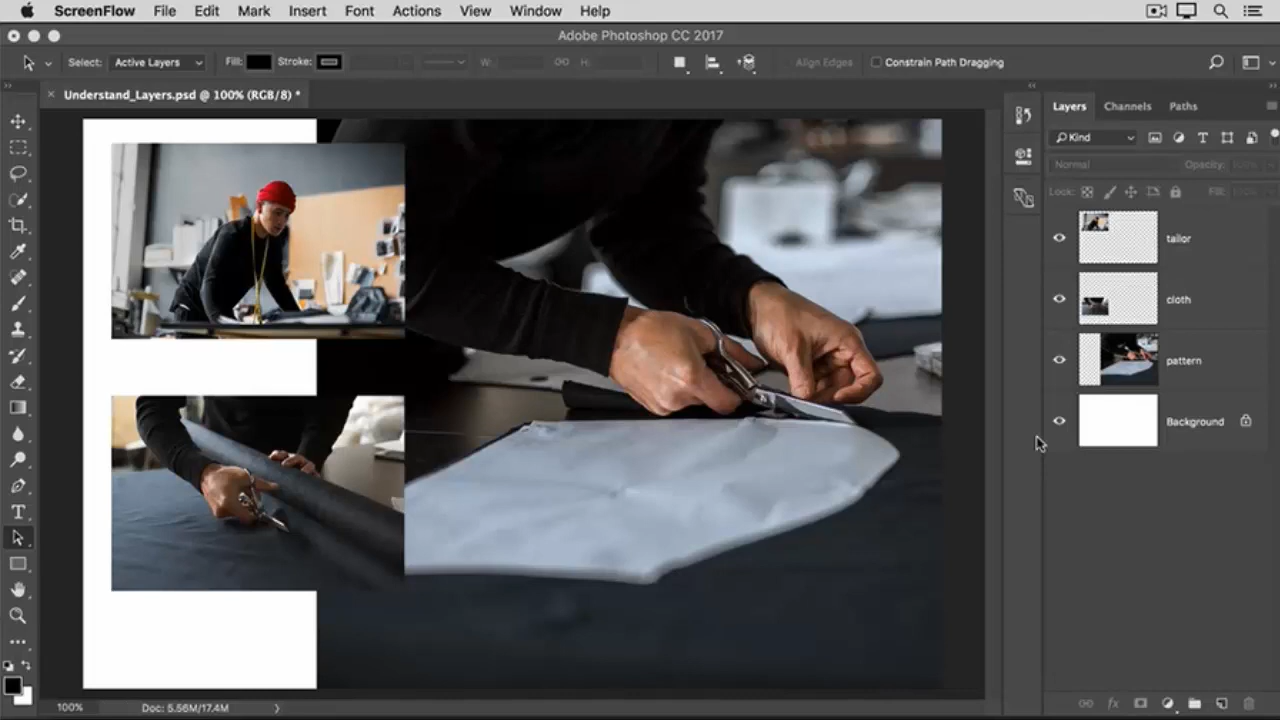 ScreenFlow File Edit Mark Insert Font Actions View Window Help
Adobe Photoshop CC 2017
Select: Active Layers Fill: Stroke: W: H: Align Edges Constrain Path Dragging
Understand_Layers.psd @ 100% (RGB/8) *
Layers Channels Paths
Kind
Normal Opacity: 100%
Lock: Fill: 100%
tailor
cloth
pattern
Background
100% Doc: 5.56M/17.4M